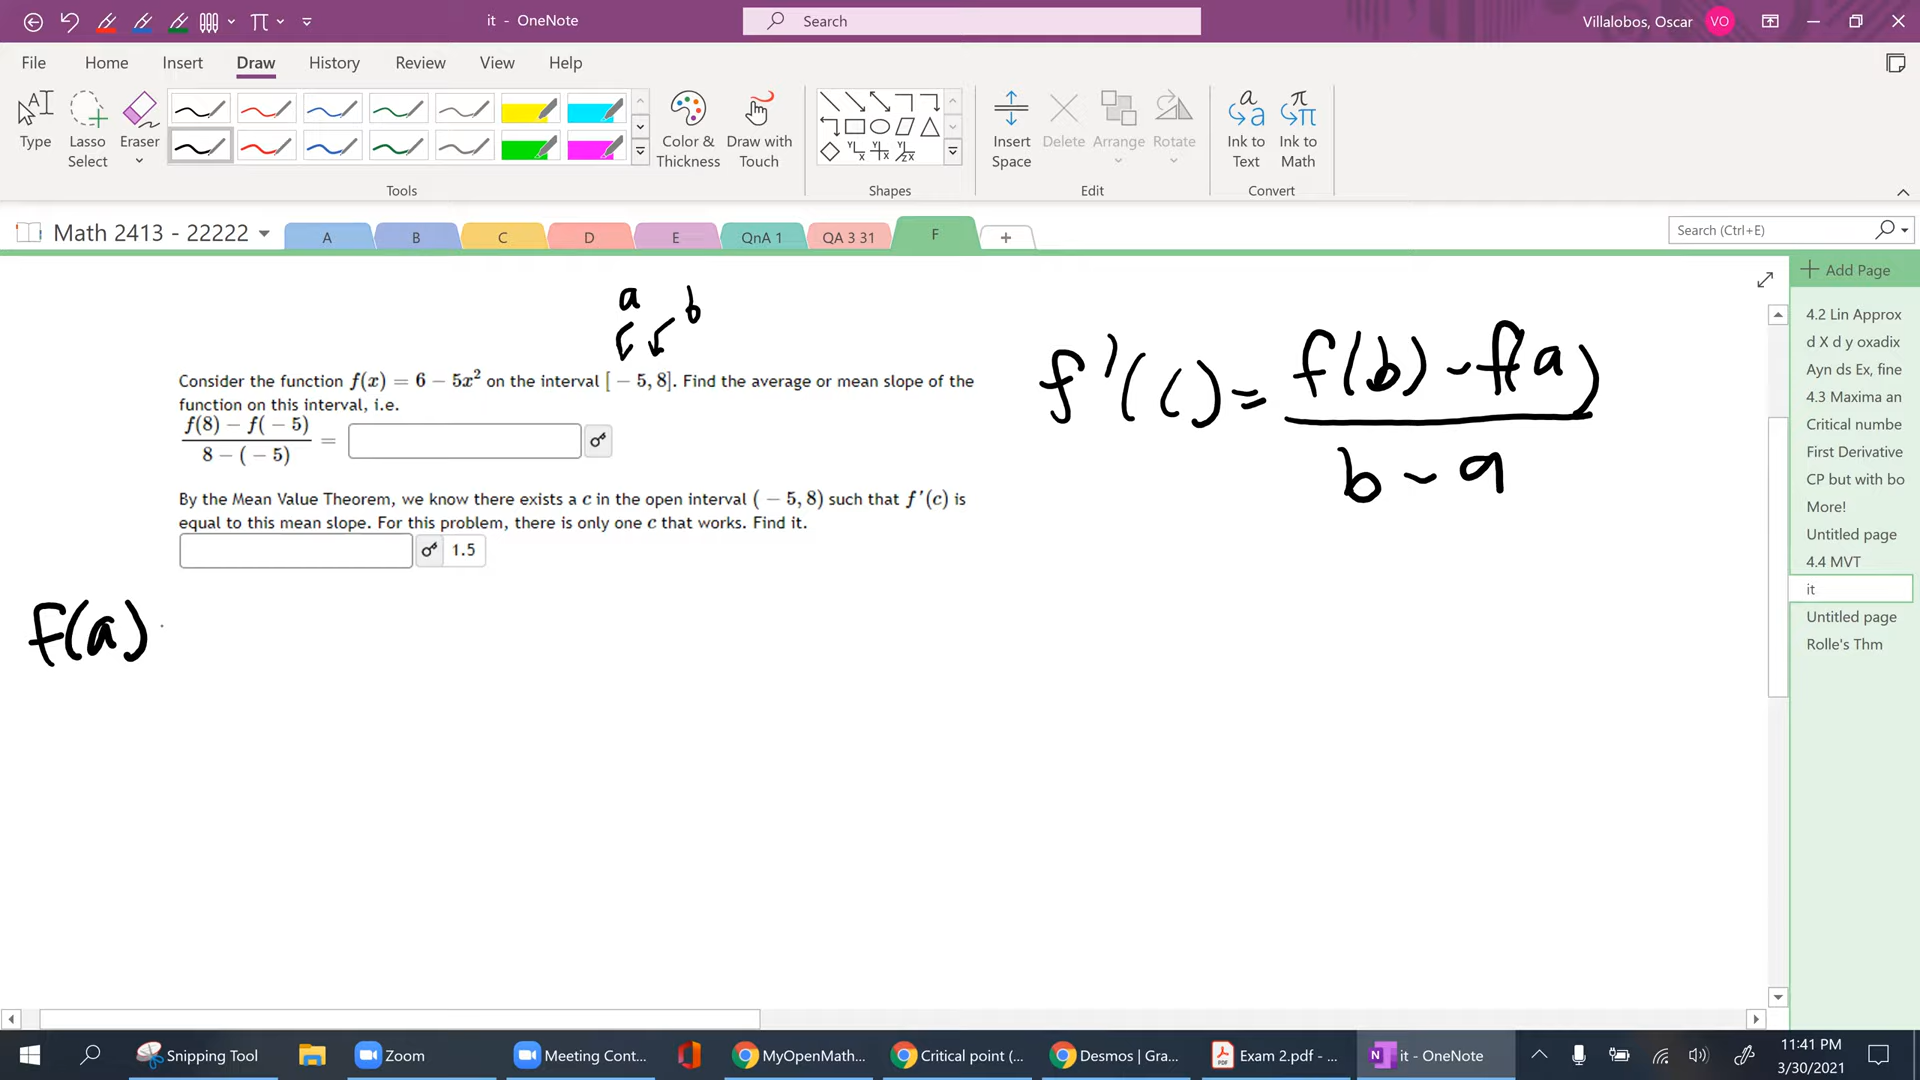 it - OneNote
Search
Villalobos, Oscar VO
File Home Insert Draw History Review View Help
Type
Lasso Select
Eraser
Color & Thickness
Draw with Touch
Insert Space
Delete
Arrange
Rotate
Ink to Text
Ink to Math
Tools
Shapes
Edit
Convert
Math 2413 - 22222
A B C D E QnA 1 QA 3 31 F +
Search (Ctrl+E)
Add Page
4.2 Lin Approx
d X d y oxadix
Ayn ds Ex, fine
4.3 Maxima an
Critical numbe
First Derivative
CP but with bo
More!
Untitled page
4.4 MVT
it
Untitled page
Rolle's Thm
a b
Consider the function f(x) = 6 − 5x² on the interval [ − 5, 8]. Find the average or mean slope of the
function on this interval, i.e.
f(8) − f( − 5)
8 − ( − 5)
=
By the Mean Value Theorem, we know there exists a c in the open interval ( − 5, 8) such that f′(c) is
equal to this mean slope. For this problem, there is only one c that works. Find it.
1.5
f'(c) = f(b) - f(a)
b - a
f(a)
Snipping Tool
Zoom
Meeting Cont...
MyOpenMath...
Critical point (...
Desmos | Gra...
Exam 2.pdf - ...
it - OneNote
11:41 PM
3/30/2021